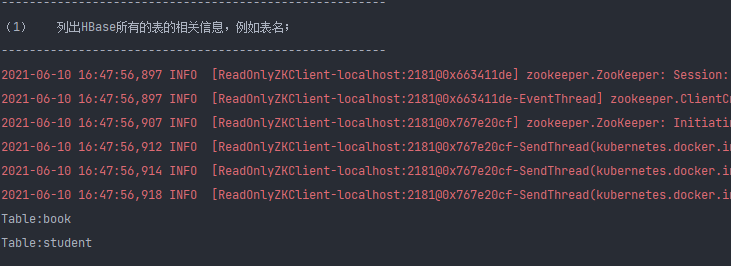 ------------------------------------------------------
（1） 列出HBase所有的表的相关信息，例如表名；
------------------------------------------------------
2021-06-10 16:47:56,897 INFO [ReadOnlyZKClient-localhost:2181@0x663411de] zookeeper.ZooKeeper: Session:
2021-06-10 16:47:56,897 INFO [ReadOnlyZKClient-localhost:2181@0x663411de-EventThread] zookeeper.ClientC
2021-06-10 16:47:56,907 INFO [ReadOnlyZKClient-localhost:2181@0x767e20cf] zookeeper.ZooKeeper: Initiatin
2021-06-10 16:47:56,912 INFO [ReadOnlyZKClient-localhost:2181@0x767e20cf-SendThread(kubernetes.docker.in
2021-06-10 16:47:56,914 INFO [ReadOnlyZKClient-localhost:2181@0x767e20cf-SendThread(kubernetes.docker.in
2021-06-10 16:47:56,918 INFO [ReadOnlyZKClient-localhost:2181@0x767e20cf-SendThread(kubernetes.docker.in
Table:book
Table:student